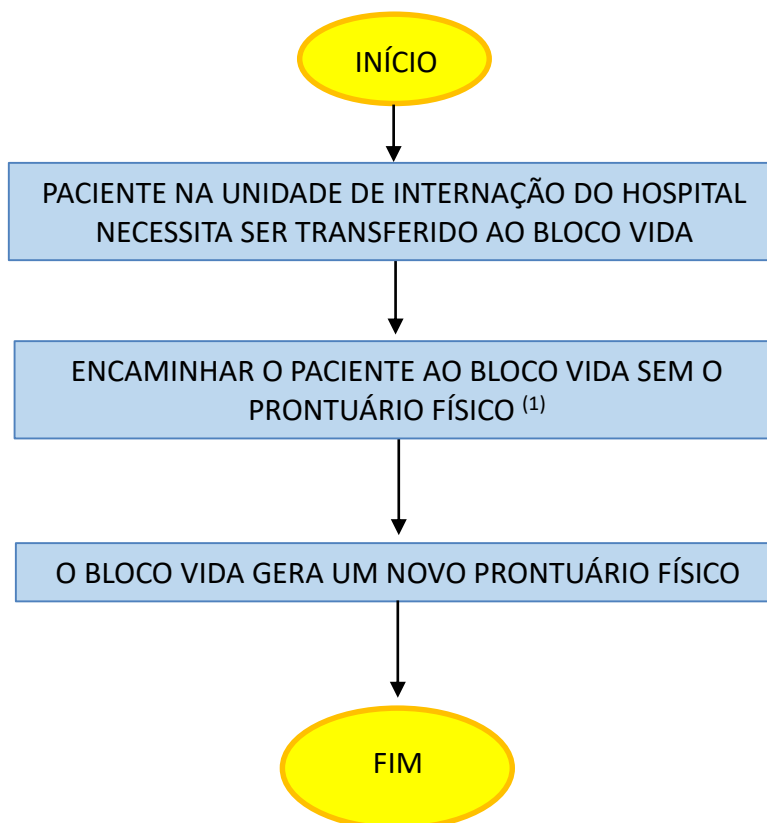 INÍCIO
PACIENTE NA UNIDADE DE INTERNAÇÃO DO HOSPITAL
NECESSITA SER TRANSFERIDO AO BLOCO VIDA
ENCAMINHAR O PACIENTE AO BLOCO VIDA SEM O
PRONTUÁRIO FÍSICO (1)
O BLOCO VIDA GERA UM NOVO PRONTUÁRIO FÍSICO
FIM